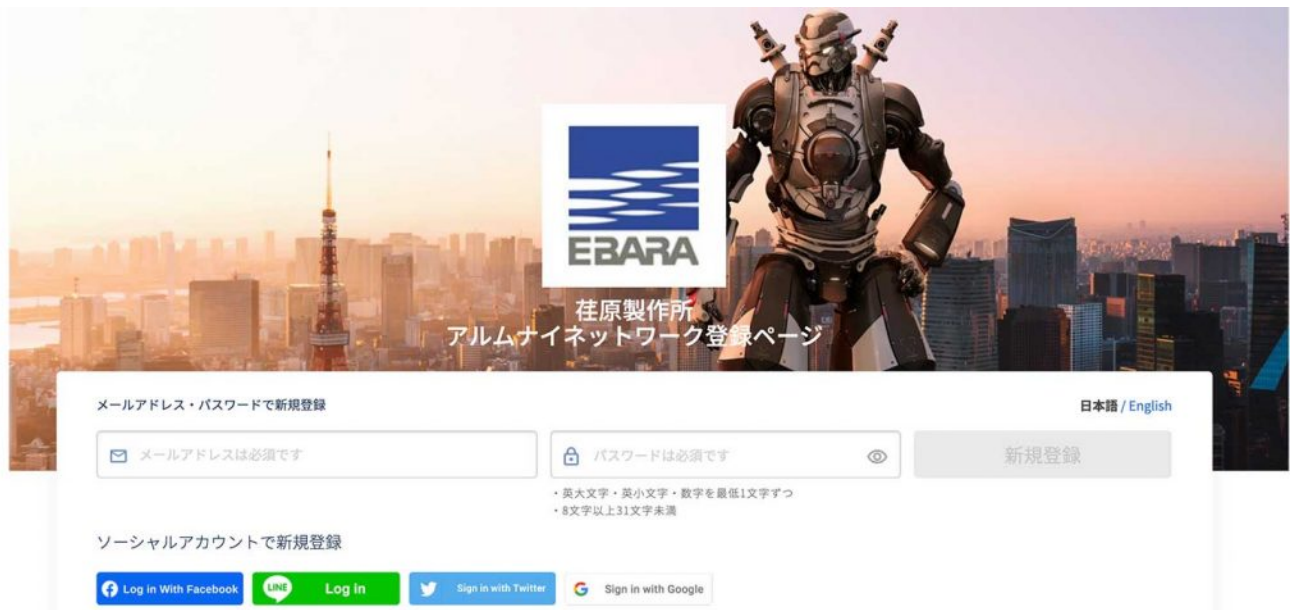 EBARA
荏原製作所
アルムナイネットワーク登録ページ
メールアドレス・パスワードで新規登録
日本語 / English
メールアドレスは必須です
パスワードは必須です
新規登録
・英大文字・英小文字・数字を最低1文字ずつ
・8文字以上31文字未満
ソーシャルアカウントで新規登録
Log in With Facebook
LINE
Log in
Sign in with Twitter
Sign in with Google